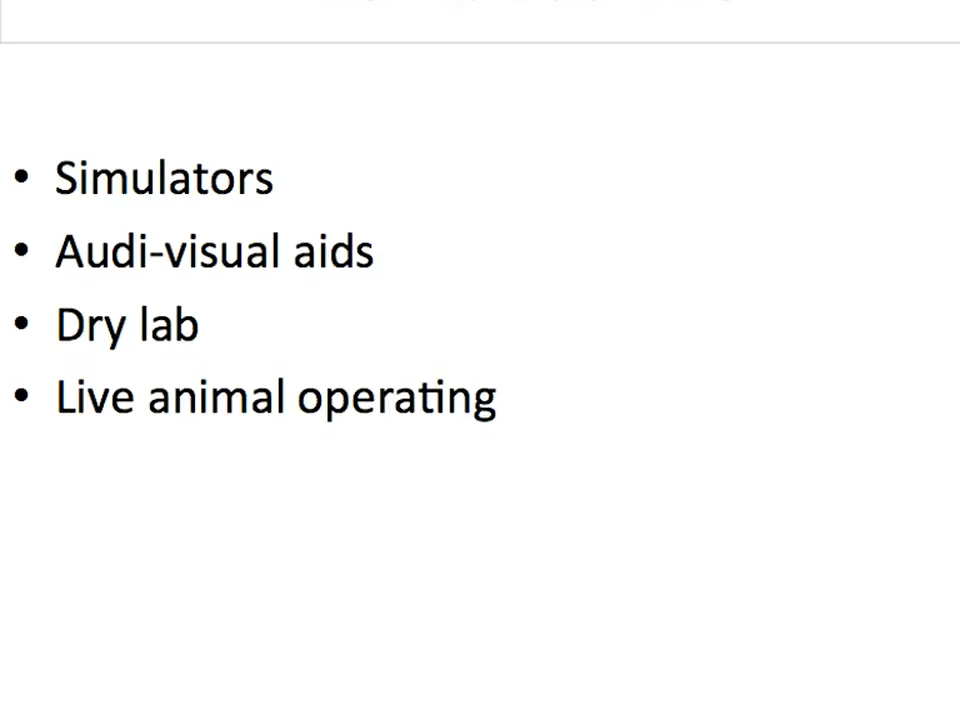 • Simulators
• Audi-visual aids
• Dry lab
• Live animal operating